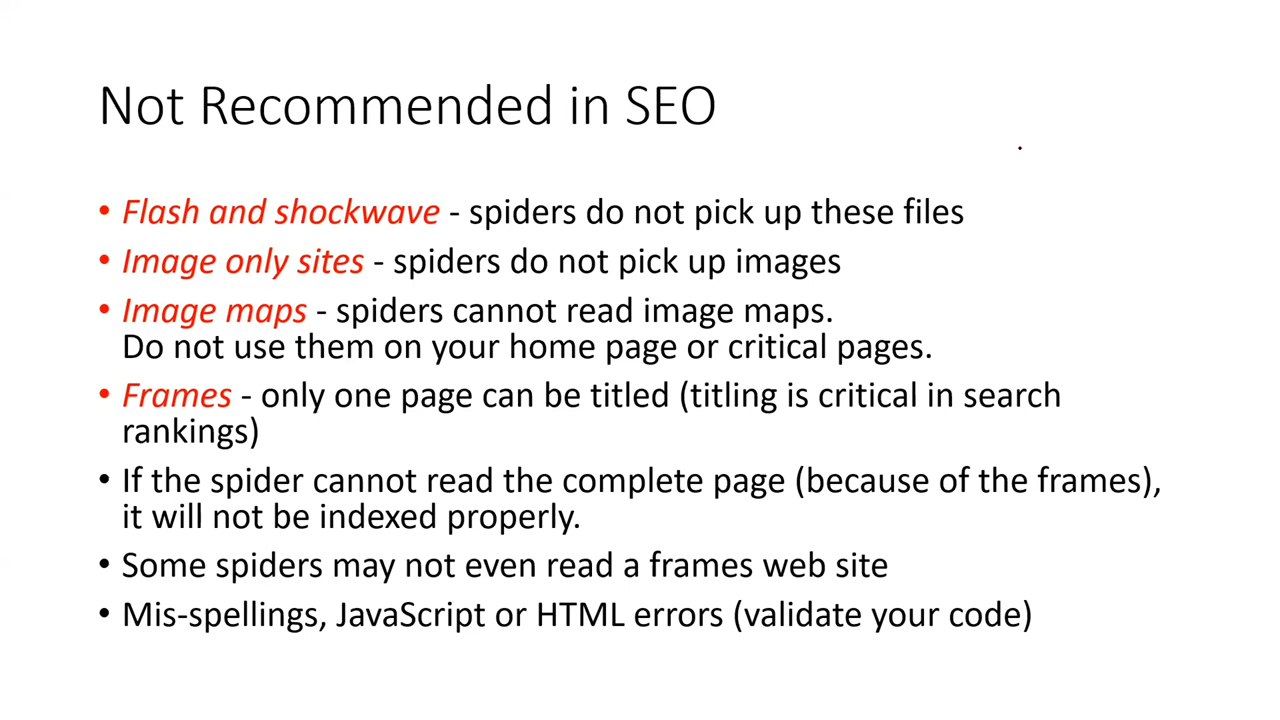 Not Recommended in SEO
• Flash and shockwave - spiders do not pick up these files
• Image only sites - spiders do not pick up images
• Image maps - spiders cannot read image maps.
Do not use them on your home page or critical pages.
• Frames - only one page can be titled (titling is critical in search
rankings)
• If the spider cannot read the complete page (because of the frames),
it will not be indexed properly.
• Some spiders may not even read a frames web site
• Mis-spellings, JavaScript or HTML errors (validate your code)